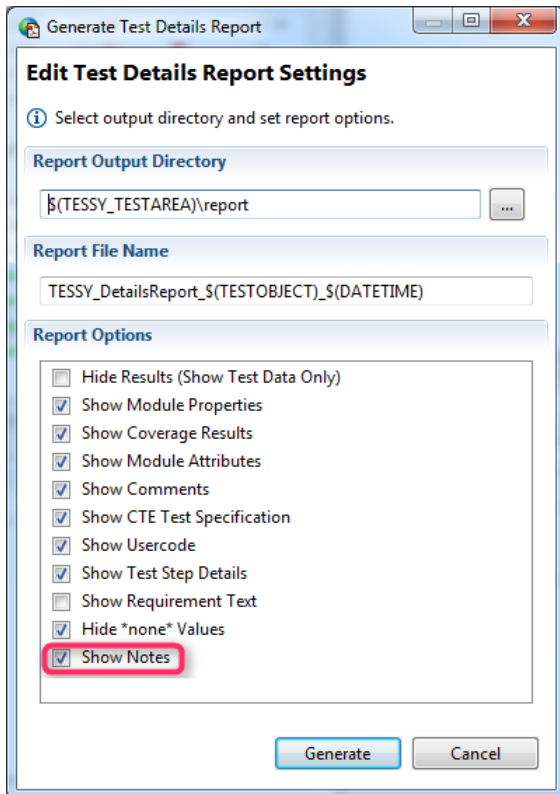 Generate Test Details Report
Edit Test Details Report Settings
Select output directory and set report options.
Report Output Directory
$(TESSY_TESTAREA)\report
...
Report File Name
TESSY_DetailsReport_$(TESTOBJECT)_$(DATETIME)
Report Options
Hide Results (Show Test Data Only)
Show Module Properties
Show Coverage Results
Show Module Attributes
Show Comments
Show CTE Test Specification
Show Usercode
Show Test Step Details
Show Requirement Text
Hide *none* Values
Show Notes
Generate
Cancel